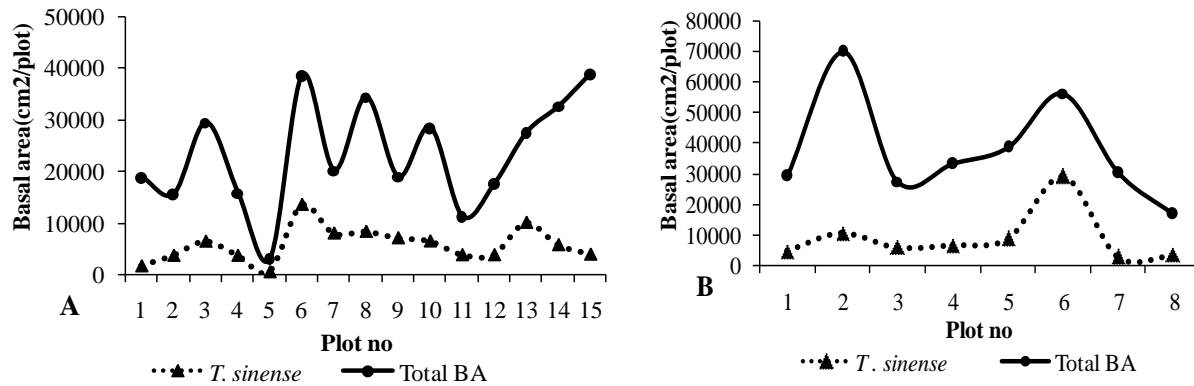 Basal area(cm2/plot)
50000
40000
30000
20000
10000
0
1 2 3 4 5 6 7 8 9 10 11 12 13 14 15
A
Plot no
T. sinense Total BA
Basal area(cm2/plot)
80000
70000
60000
50000
40000
30000
20000
10000
0
1 2 3 4 5 6 7 8
B
Plot no
T . sinense Total BA